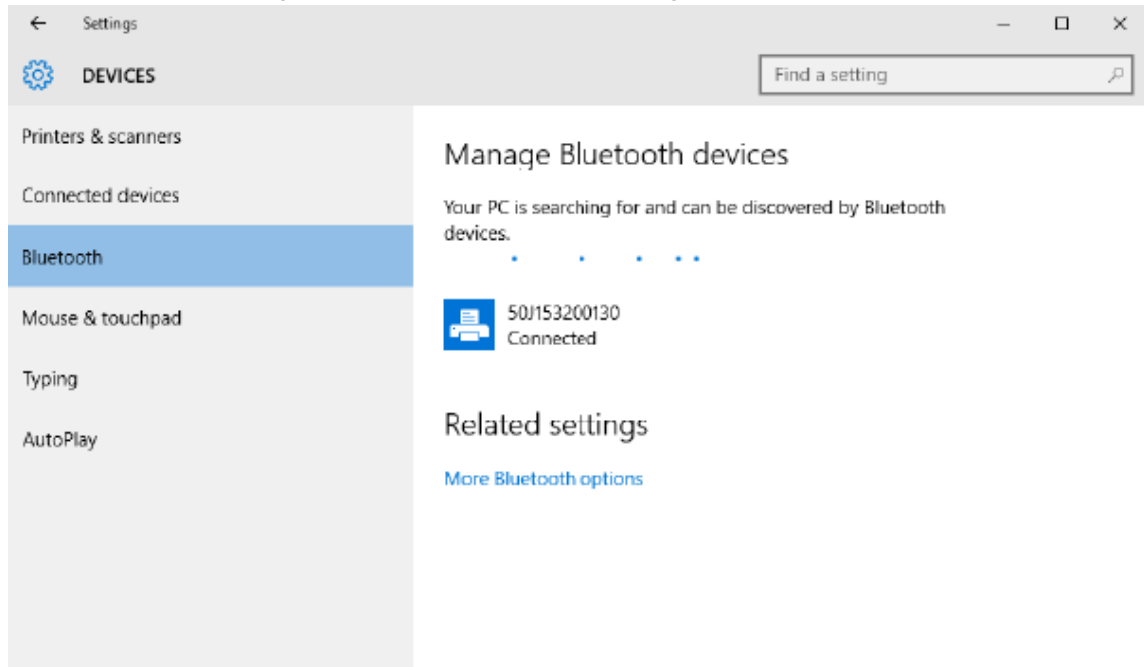 Settings
DEVICES
Find a setting
Printers & scanners
Connected devices
Bluetooth
Mouse & touchpad
Typing
AutoPlay
Manage Bluetooth devices
Your PC is searching for and can be discovered by Bluetooth
devices.
50J153200130
Connected
Related settings
More Bluetooth options